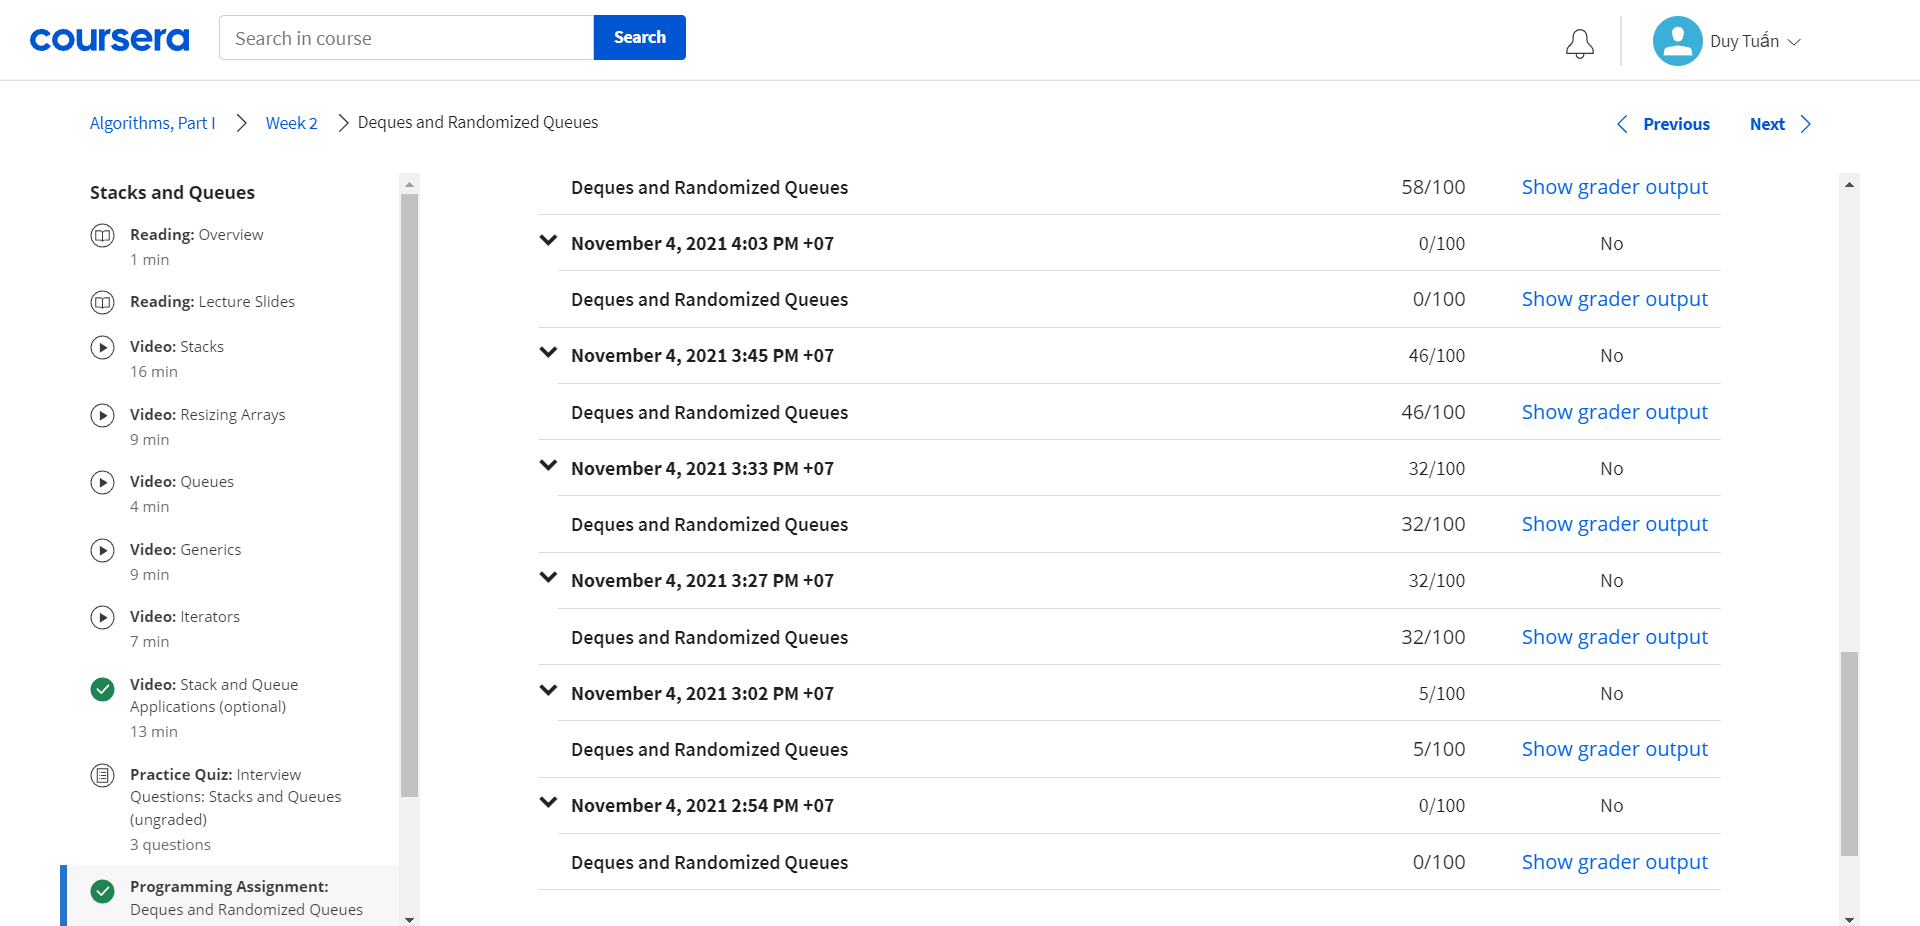 coursera
Search in course
Search
Duy Tuấn
Algorithms, Part I
Week 2
Deques and Randomized Queues
Previous
Next
Stacks and Queues
Reading: Overview
1 min
Reading: Lecture Slides
Video: Stacks
16 min
Video: Resizing Arrays
9 min
Video: Queues
4 min
Video: Generics
9 min
Video: Iterators
7 min
Video: Stack and Queue
Applications (optional)
13 min
Practice Quiz: Interview
Questions: Stacks and Queues
(ungraded)
3 questions
Programming Assignment:
Deques and Randomized Queues
Deques and Randomized Queues 58/100 Show grader output
November 4, 2021 4:03 PM +07 0/100 No
Deques and Randomized Queues 0/100 Show grader output
November 4, 2021 3:45 PM +07 46/100 No
Deques and Randomized Queues 46/100 Show grader output
November 4, 2021 3:33 PM +07 32/100 No
Deques and Randomized Queues 32/100 Show grader output
November 4, 2021 3:27 PM +07 32/100 No
Deques and Randomized Queues 32/100 Show grader output
November 4, 2021 3:02 PM +07 5/100 No
Deques and Randomized Queues 5/100 Show grader output
November 4, 2021 2:54 PM +07 0/100 No
Deques and Randomized Queues 0/100 Show grader output